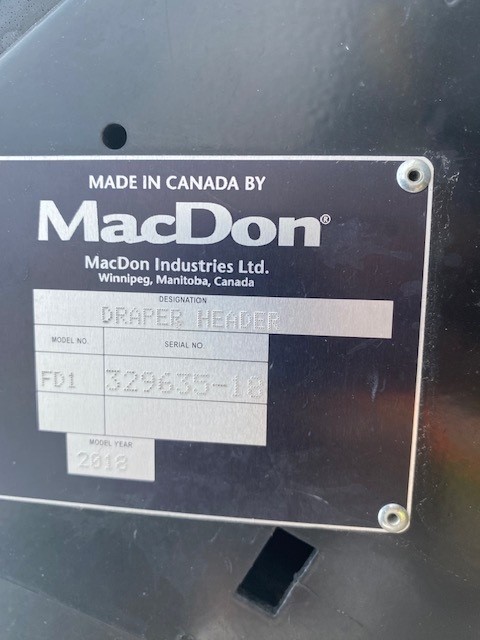 MADE IN CANADA BY
MacDon®
MacDon Industries Ltd.
Winnipeg, Manitoba, Canada
DESIGNATION
DRAPER HEADER
MODEL NO. SERIAL NO.
FD1 329635-18
MODEL YEAR
2018